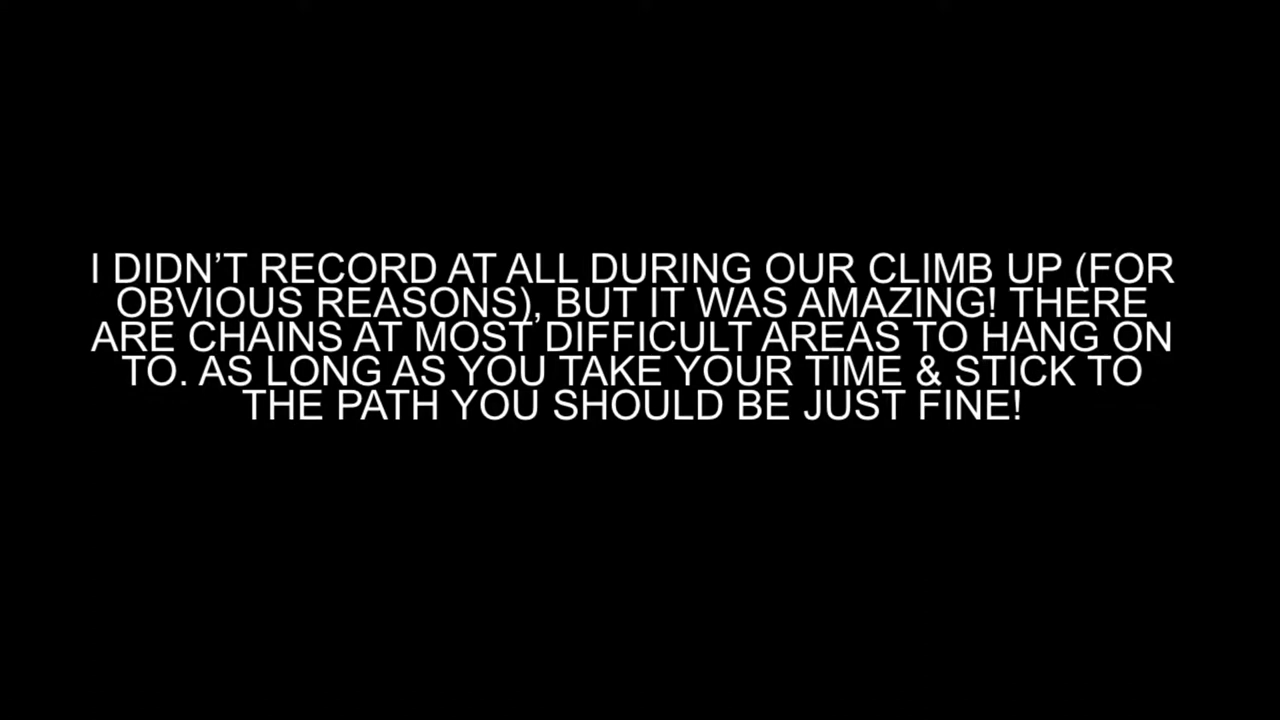 I DIDN’T RECORD AT ALL DURING OUR CLIMB UP (FOR
OBVIOUS REASONS), BUT IT WAS AMAZING! THERE
ARE CHAINS AT MOST DIFFICULT AREAS TO HANG ON
TO. AS LONG AS YOU TAKE YOUR TIME & STICK TO
THE PATH YOU SHOULD BE JUST FINE!